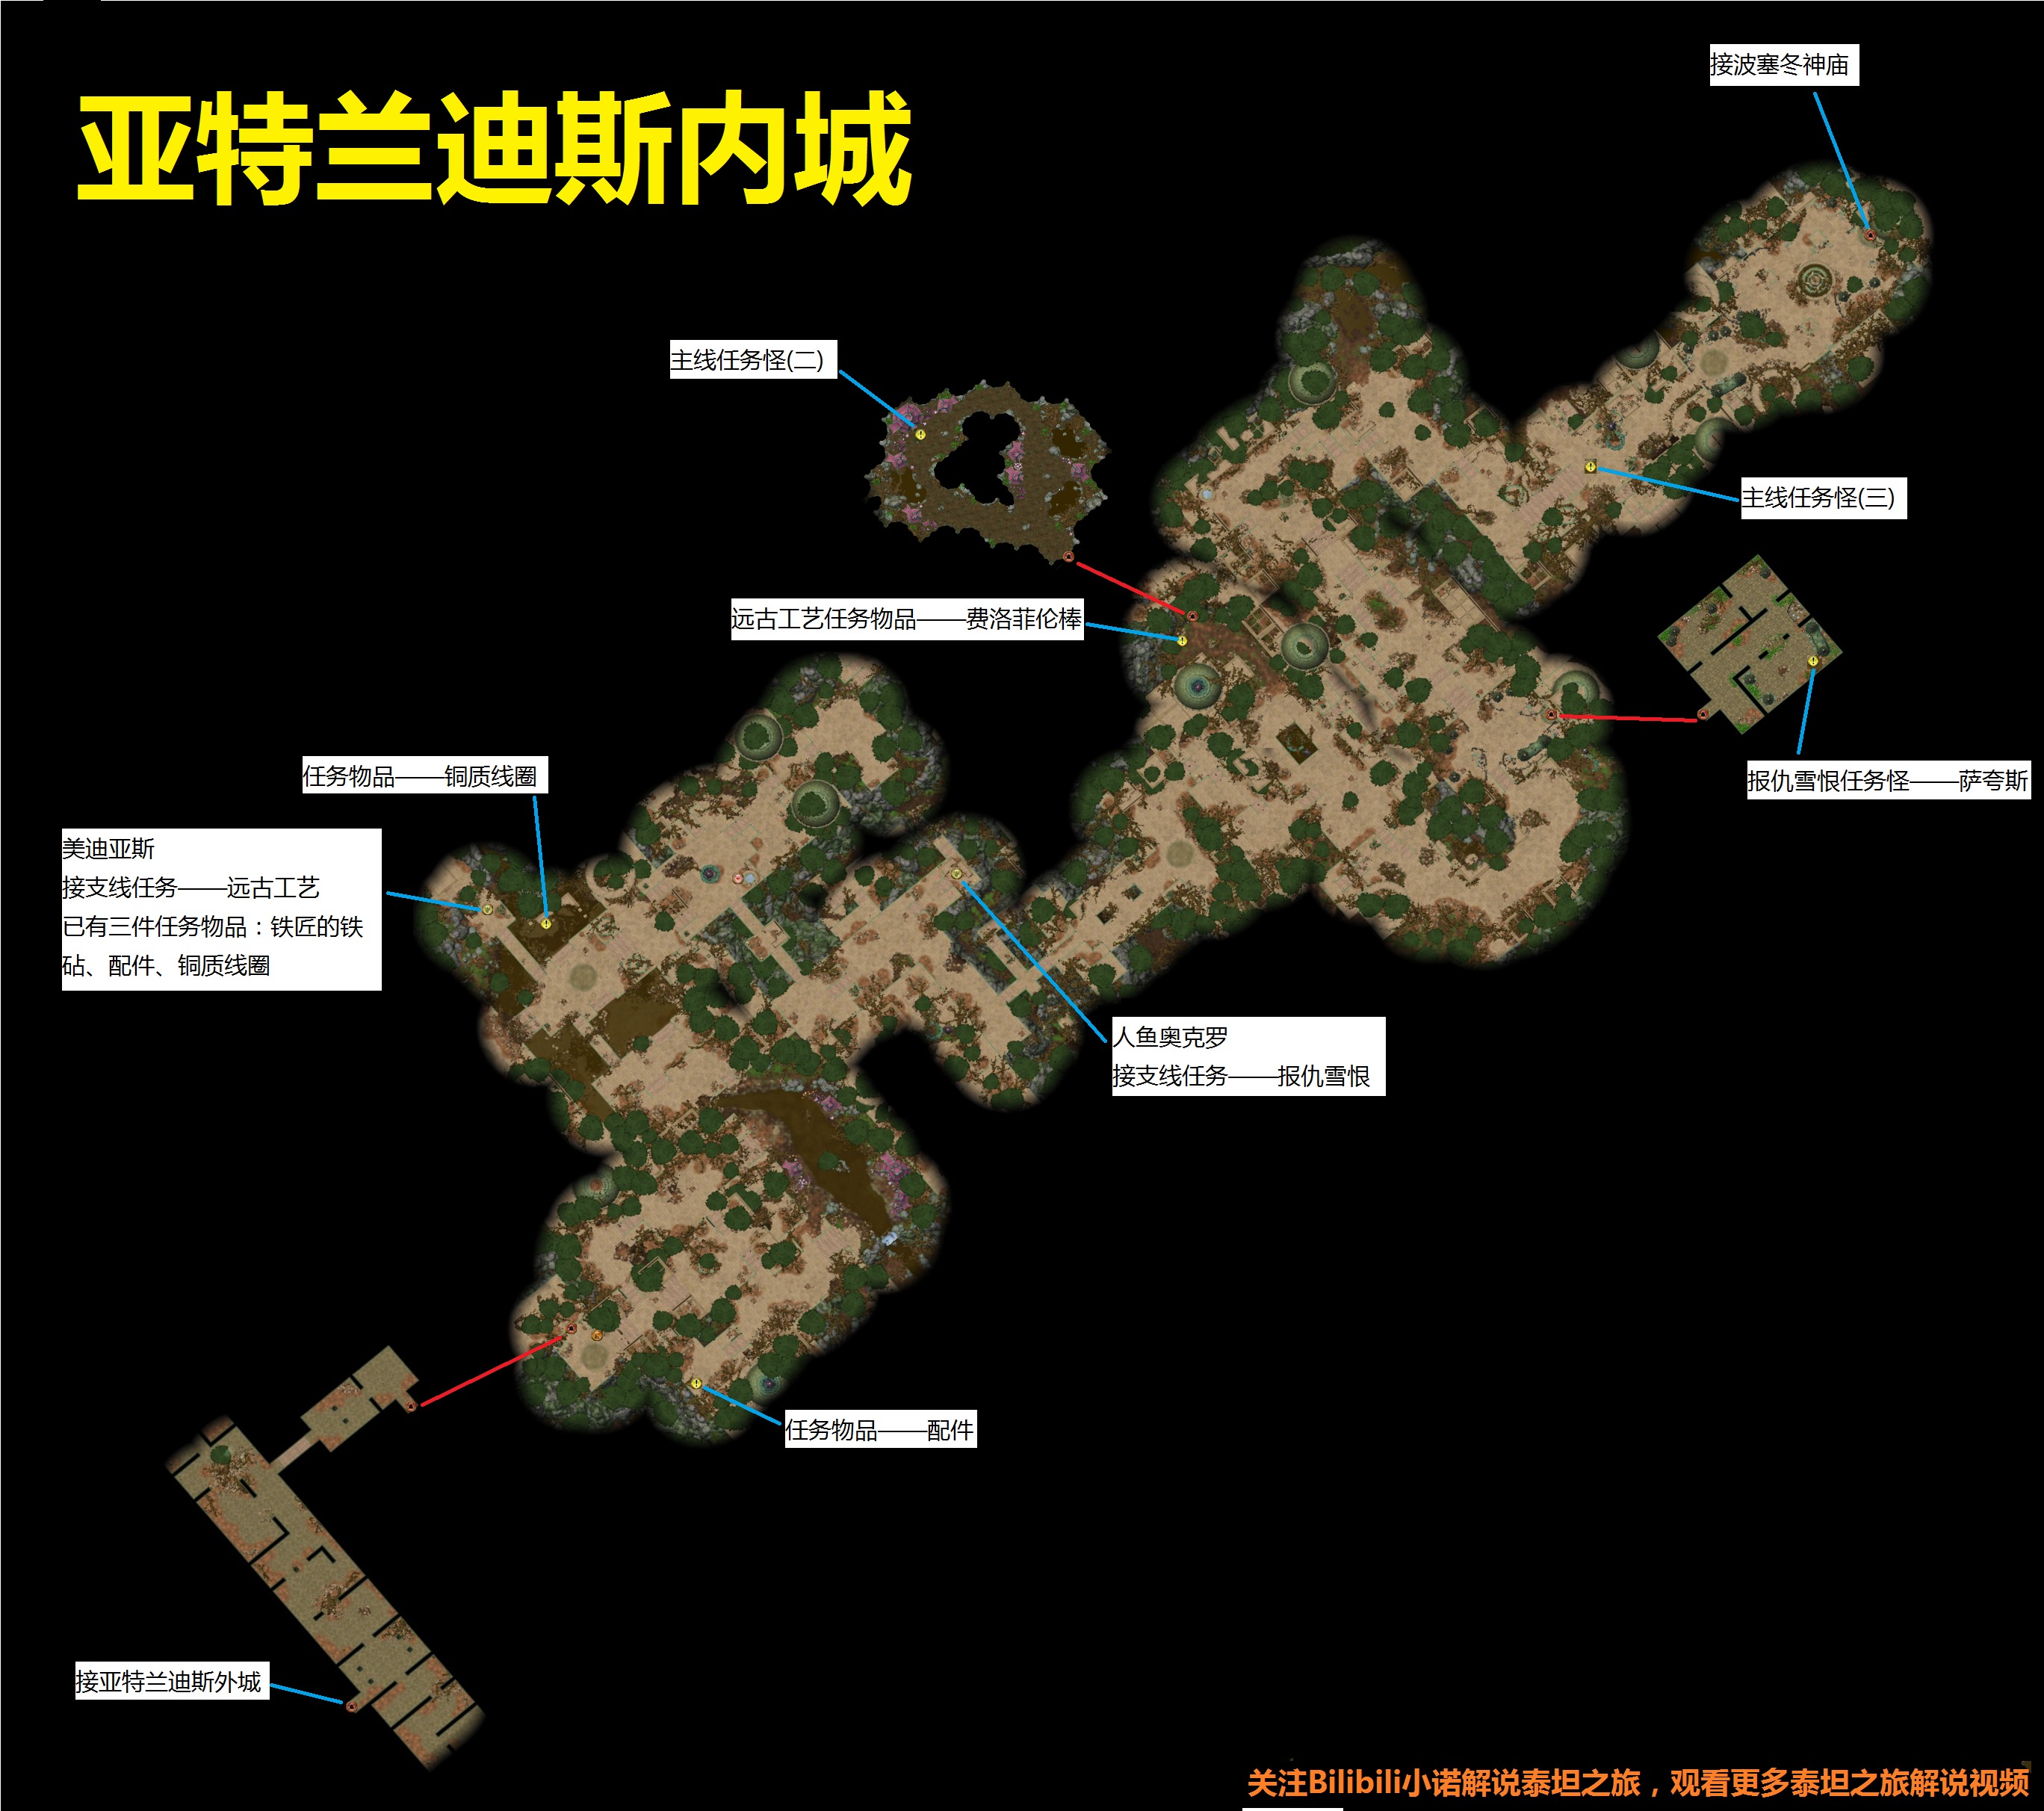 接波塞冬神庙
亚特兰迪斯内城
主线任务怪(二)
主线任务怪(三)
远古工艺任务物品——费洛菲伦棒
任务物品——铜质线圈
报仇雪恨任务怪——萨夸斯
美迪亚斯
接支线任务——远古工艺
已有三件任务物品：铁匠的铁
砧、配件、铜质线圈
人鱼奥克罗
接支线任务——报仇雪恨
任务物品——配件
接亚特兰迪斯外城
关注Bilibili小诺解说泰坦之旅，观看更多泰坦之旅解说视频